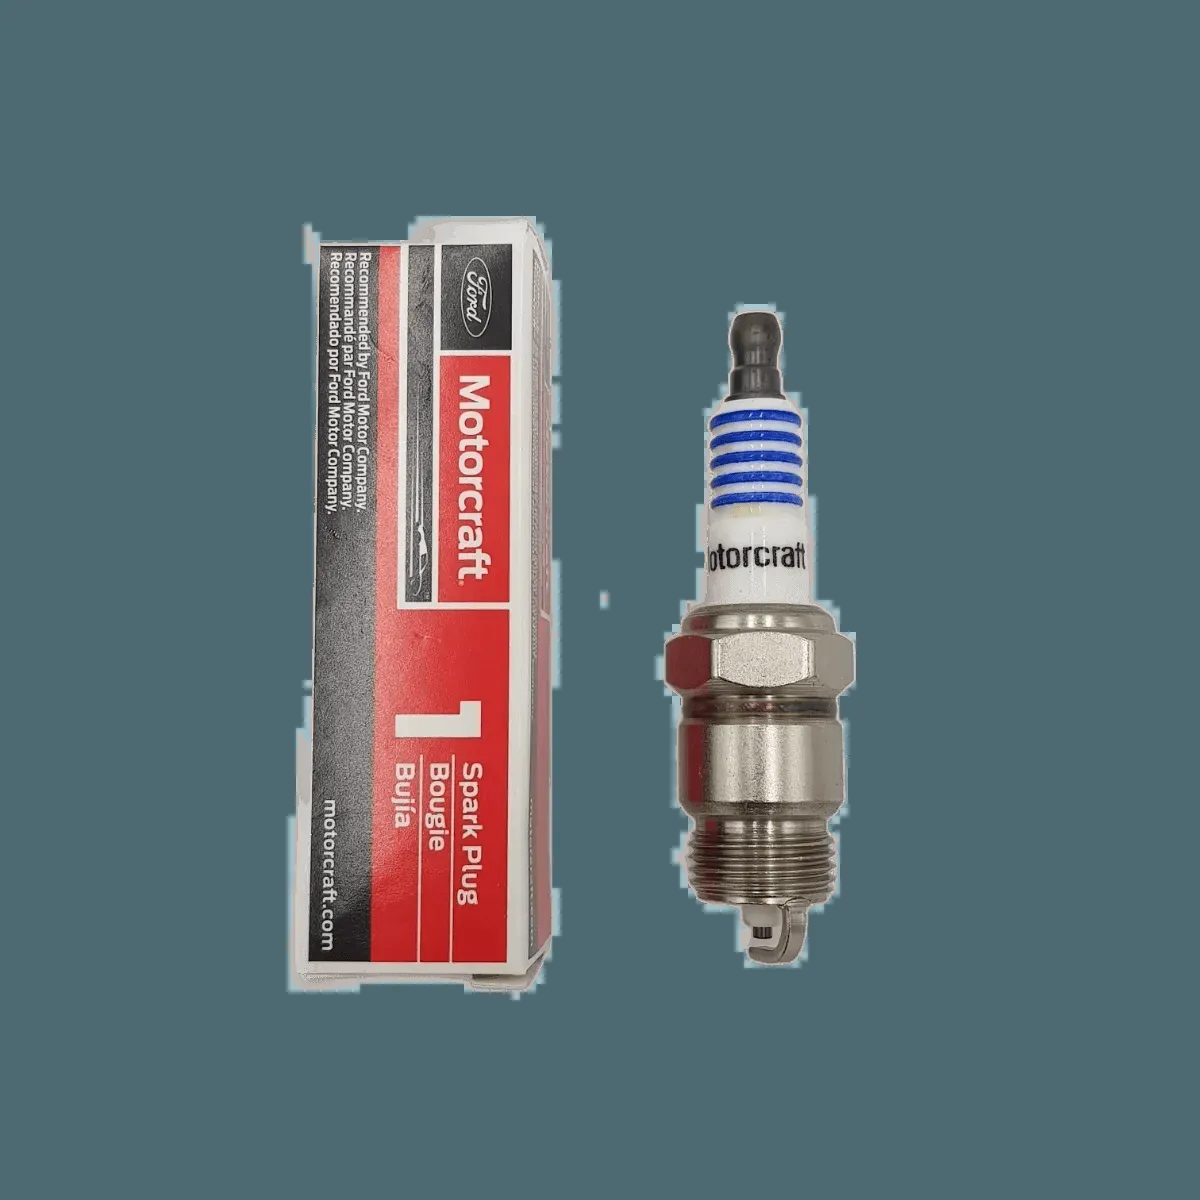 Ford
Motorcraft
1
Spark Plug
Bougie
Bujía
Recommended by Ford Motor Company.
Recommandé par Ford Motor Company.
Recomendado por Ford Motor Company.
motorcraft.com
otorcraft